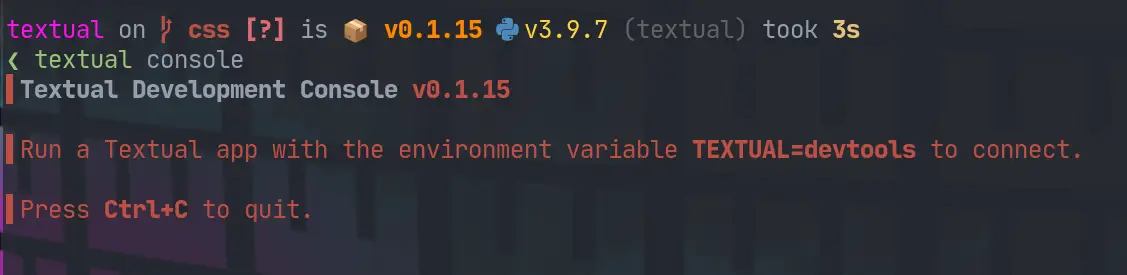 textual on css [?] is 📦 v0.1.15 🐍 v3.9.7 (textual) took 3s
❮ textual console
Textual Development Console v0.1.15
Run a Textual app with the environment variable TEXTUAL=devtools to connect.
Press Ctrl+C to quit.